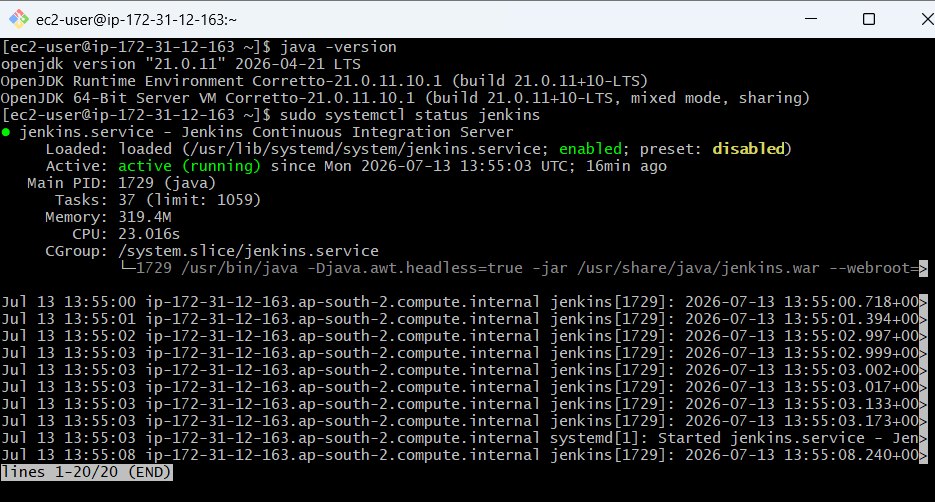 ec2-user@ip-172-31-12-163:~
[ec2-user@ip-172-31-12-163 ~]$ java -version
openjdk version "21.0.11" 2026-04-21 LTS
OpenJDK Runtime Environment Corretto-21.0.11.10.1 (build 21.0.11+10-LTS)
OpenJDK 64-Bit Server VM Corretto-21.0.11.10.1 (build 21.0.11+10-LTS, mixed mode, sharing)
[ec2-user@ip-172-31-12-163 ~]$ sudo systemctl status jenkins
● jenkins.service - Jenkins Continuous Integration Server
Loaded: loaded (/usr/lib/systemd/system/jenkins.service; enabled; preset: disabled)
Active: active (running) since Mon 2026-07-13 13:55:03 UTC; 16min ago
Main PID: 1729 (java)
Tasks: 37 (limit: 1059)
Memory: 319.4M
CPU: 23.016s
CGroup: /system.slice/jenkins.service
└─1729 /usr/bin/java -Djava.awt.headless=true -jar /usr/share/java/jenkins.war --webroot=>
Jul 13 13:55:00 ip-172-31-12-163.ap-south-2.compute.internal jenkins[1729]: 2026-07-13 13:55:00.718+00>
Jul 13 13:55:01 ip-172-31-12-163.ap-south-2.compute.internal jenkins[1729]: 2026-07-13 13:55:01.394+00>
Jul 13 13:55:02 ip-172-31-12-163.ap-south-2.compute.internal jenkins[1729]: 2026-07-13 13:55:02.997+00>
Jul 13 13:55:03 ip-172-31-12-163.ap-south-2.compute.internal jenkins[1729]: 2026-07-13 13:55:02.999+00>
Jul 13 13:55:03 ip-172-31-12-163.ap-south-2.compute.internal jenkins[1729]: 2026-07-13 13:55:03.002+00>
Jul 13 13:55:03 ip-172-31-12-163.ap-south-2.compute.internal jenkins[1729]: 2026-07-13 13:55:03.017+00>
Jul 13 13:55:03 ip-172-31-12-163.ap-south-2.compute.internal jenkins[1729]: 2026-07-13 13:55:03.133+00>
Jul 13 13:55:03 ip-172-31-12-163.ap-south-2.compute.internal jenkins[1729]: 2026-07-13 13:55:03.173+00>
Jul 13 13:55:03 ip-172-31-12-163.ap-south-2.compute.internal systemd[1]: Started jenkins.service - Jen>
Jul 13 13:55:08 ip-172-31-12-163.ap-south-2.compute.internal jenkins[1729]: 2026-07-13 13:55:08.240+00>
lines 1-20/20 (END)